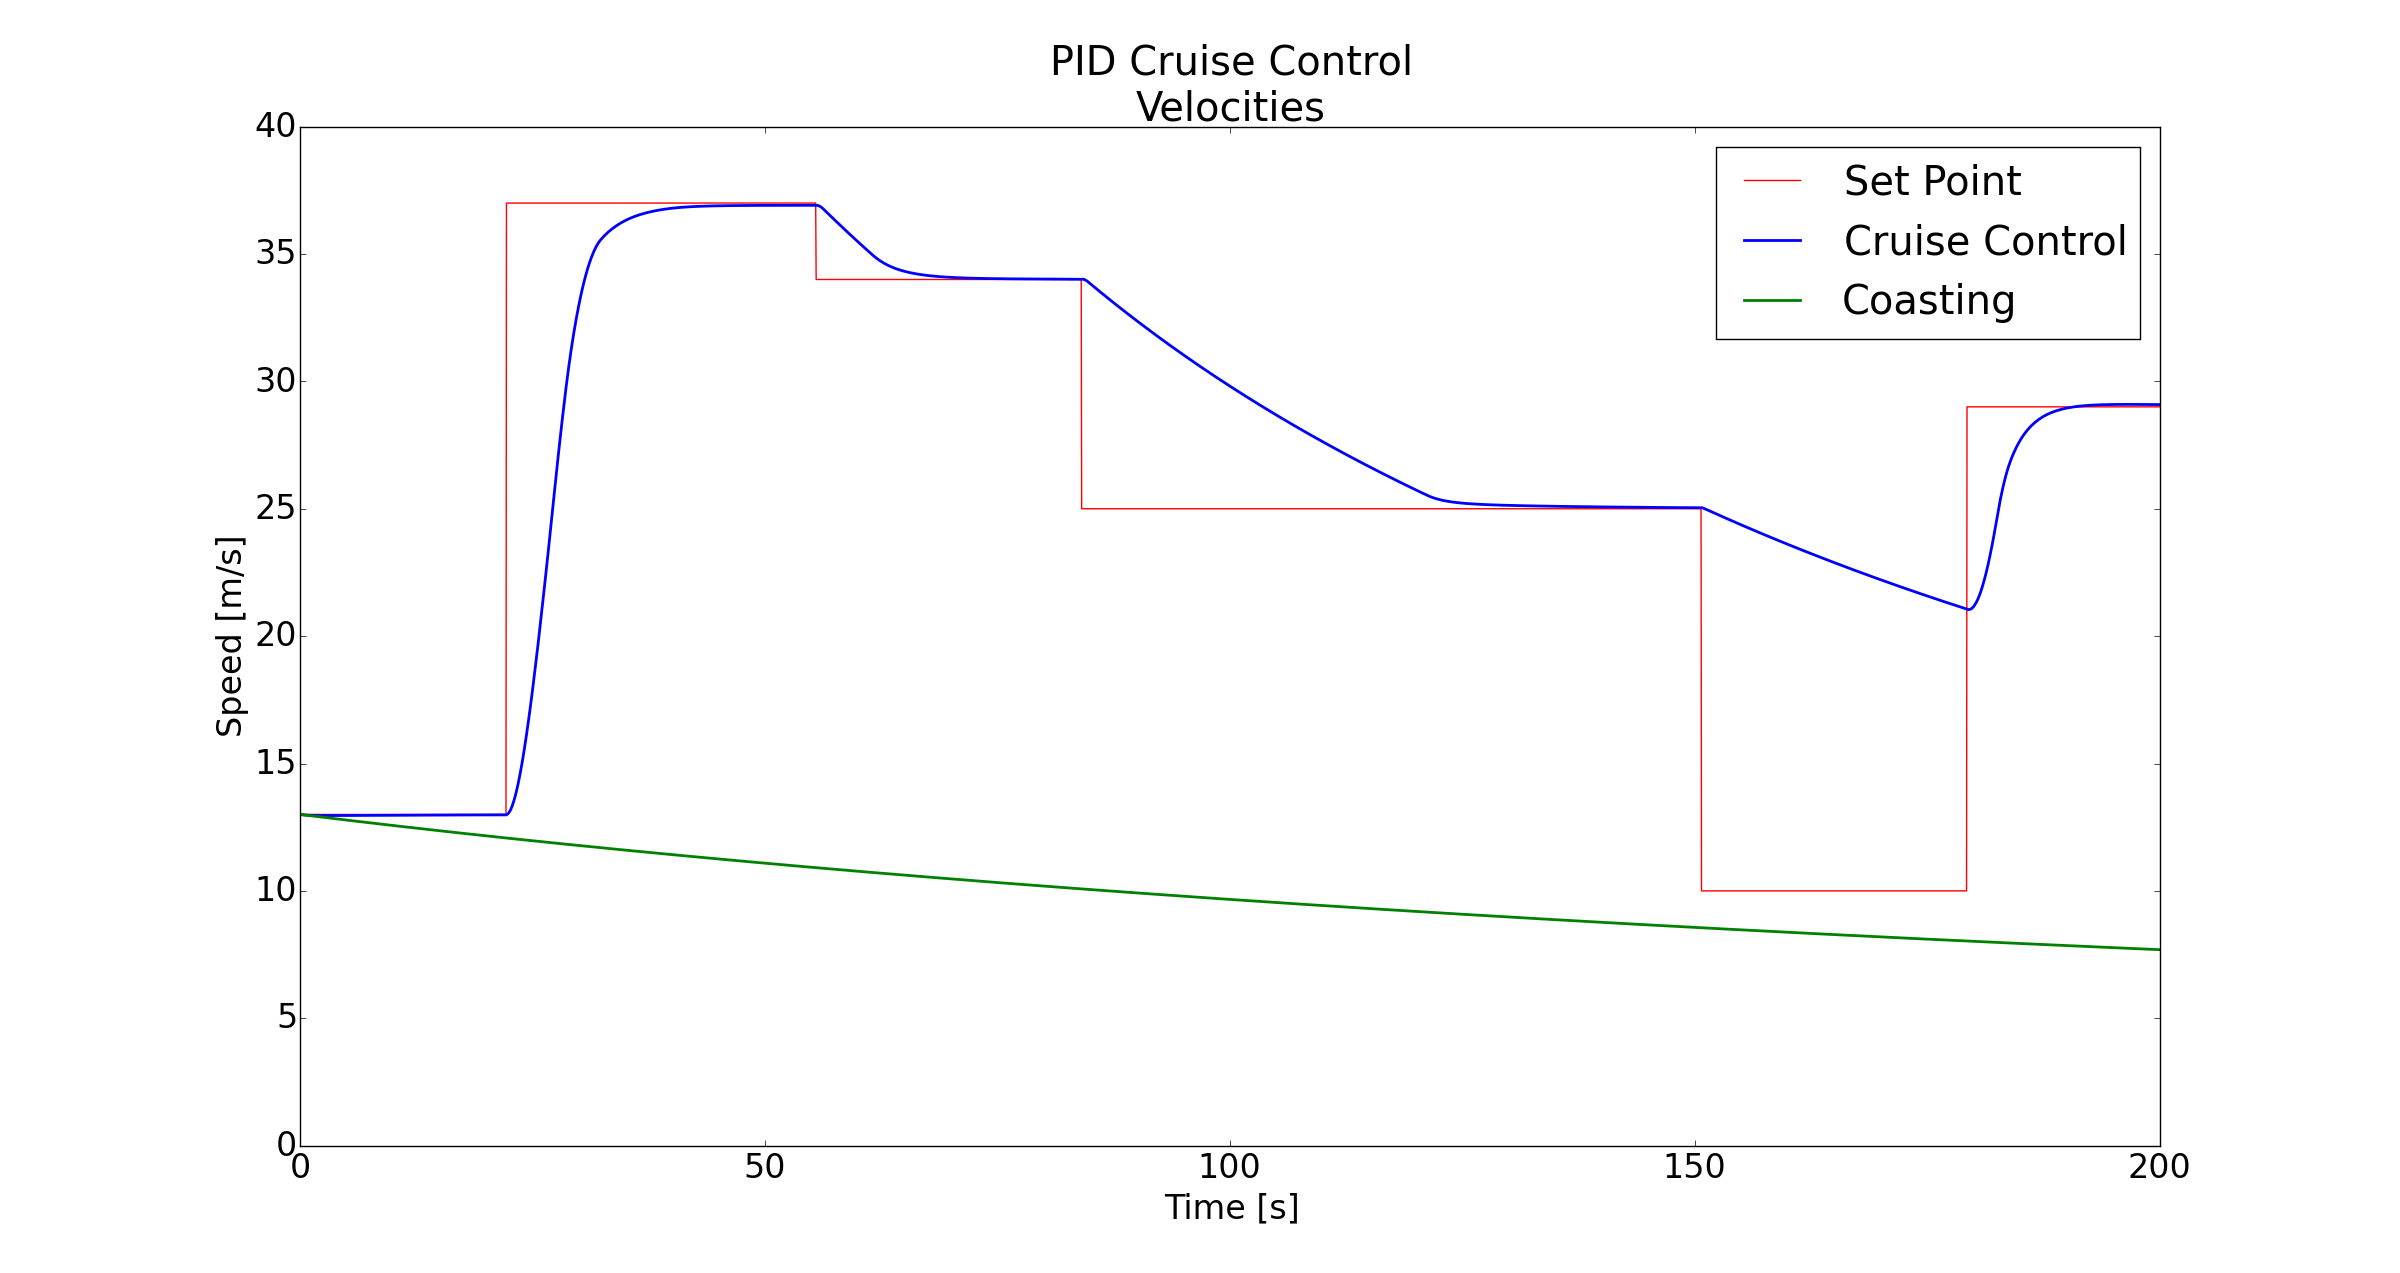 PID Cruise Control
Velocities
40
35
30
25
20
15
10
5
0
Speed [m/s]
Set Point
Cruise Control
Coasting
0
50
100
150
200
Time [s]